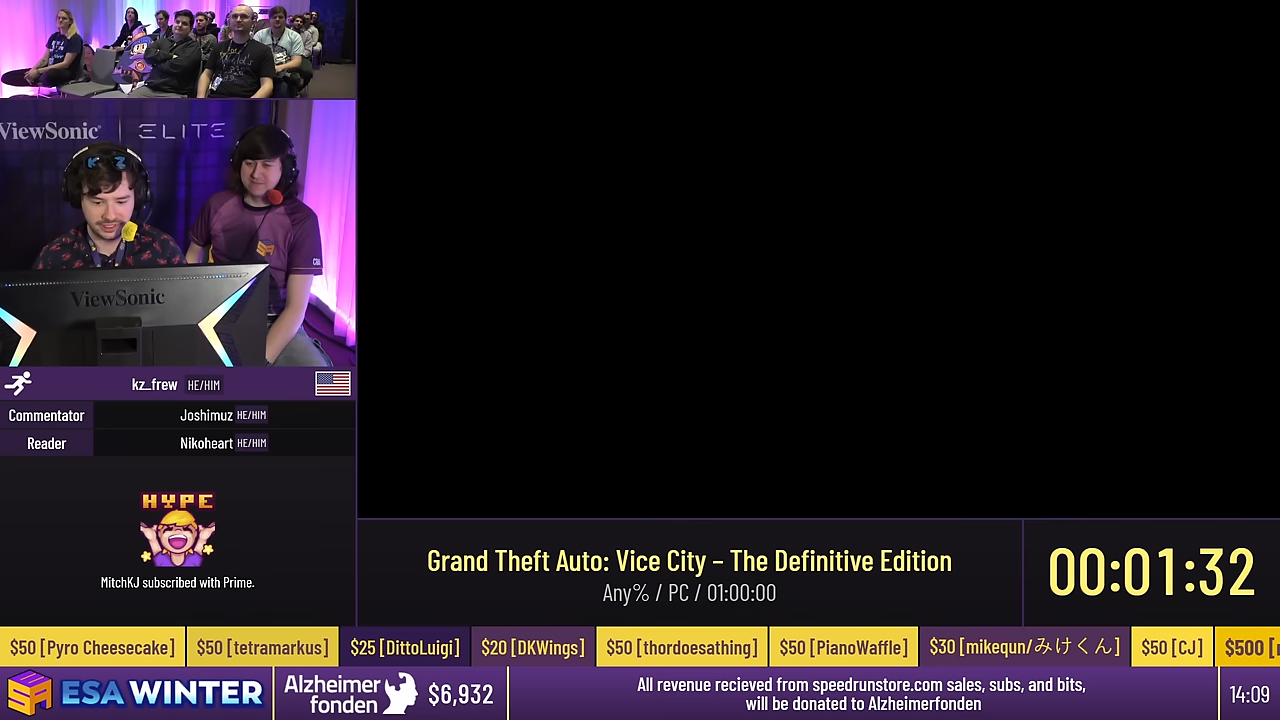 ViewSonic | ELITE
KZ
ViewSonic
kz_frew HE/HIM
Commentator Joshimuz HE/HIM
Reader Nikoheart HE/HIM
HYPE
MitchKJ subscribed with Prime.
Grand Theft Auto: Vice City – The Definitive Edition
Any% / PC / 01:00:00
00:01:32
$50 [Pyro Cheesecake] $50 [tetramarkus] $25 [DittoLuigi] $20 [DKWings] $50 [thordoesathing] $50 [PianoWaffle] $30 [mikequn/みけくん] $50 [CJ] $500
ESA WINTER
Alzheimer
fonden
$6,932
All revenue recieved from speedrunstore.com sales, subs, and bits,
will be donated to Alzheimerfonden
14:09